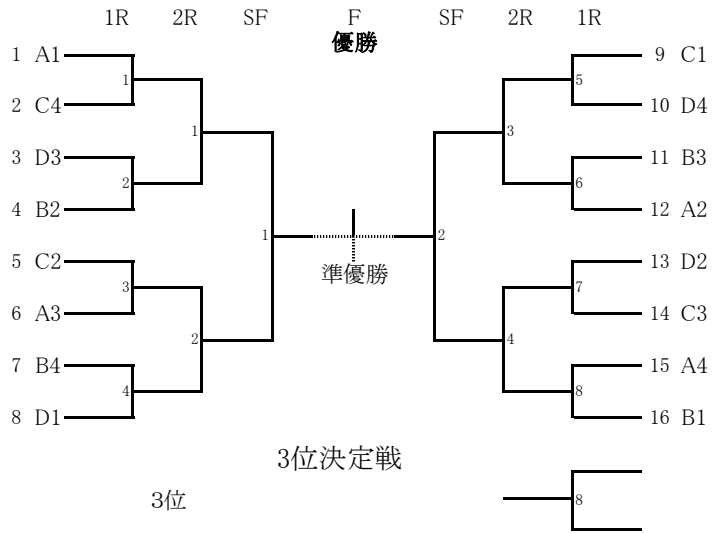 1R 2R SF F SF 2R 1R
優勝
1 A1 9 C1
1 5
2 C4 10 D4
1 3
3 D3 11 B3
2 6
4 B2 12 A2
1 2
5 C2 13 D2
準優勝
3 7
6 A3 14 C3
2 4
7 B4 15 A4
4 8
8 D1 16 B1
3位決定戦
3位 8